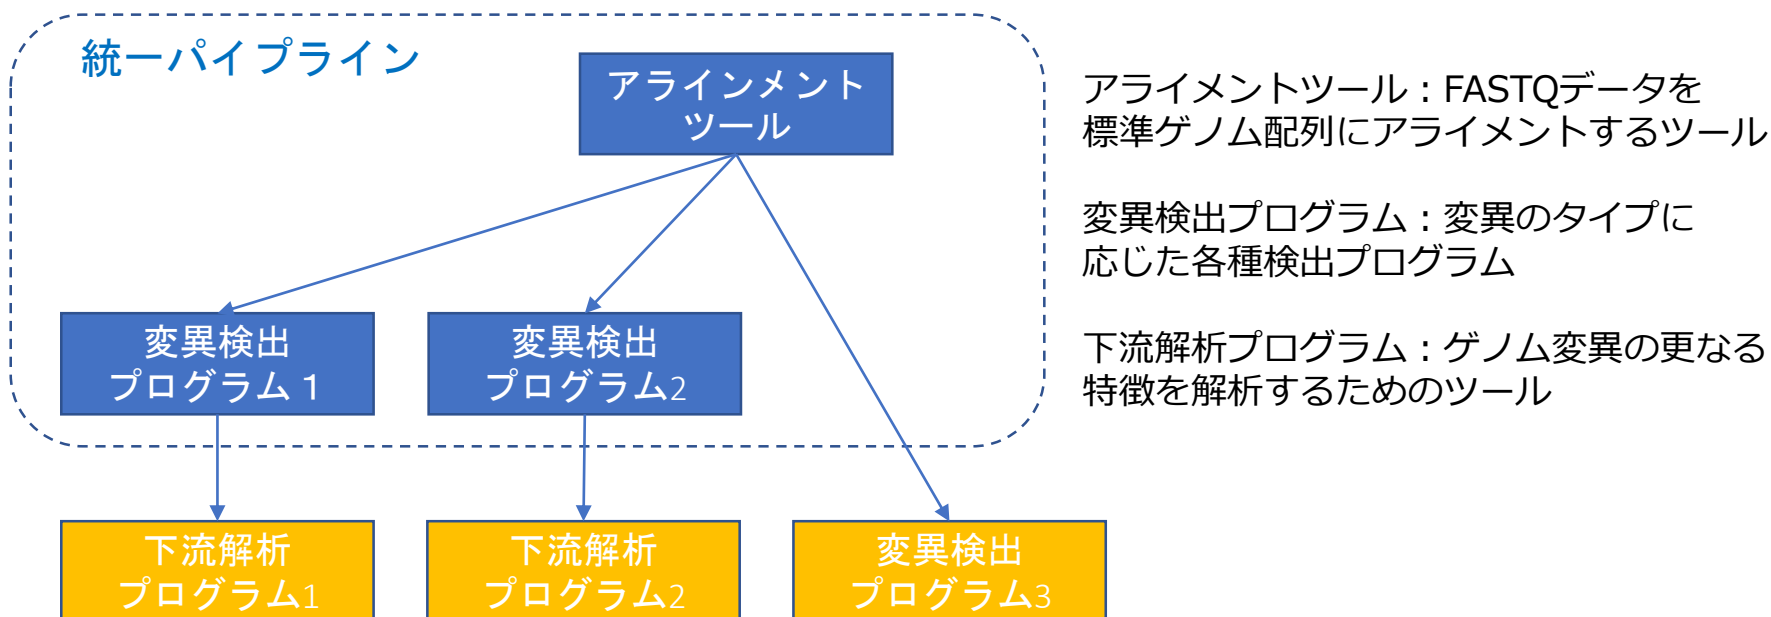 統一パイプライン
アラインメント
ツール
変異検出
プログラム１
変異検出
プログラム2
下流解析
プログラム1
下流解析
プログラム2
変異検出
プログラム3
アライメントツール：FASTQデータを
標準ゲノム配列にアライメントするツール
変異検出プログラム：変異のタイプに
応じた各種検出プログラム
下流解析プログラム：ゲノム変異の更なる
特徴を解析するためのツール